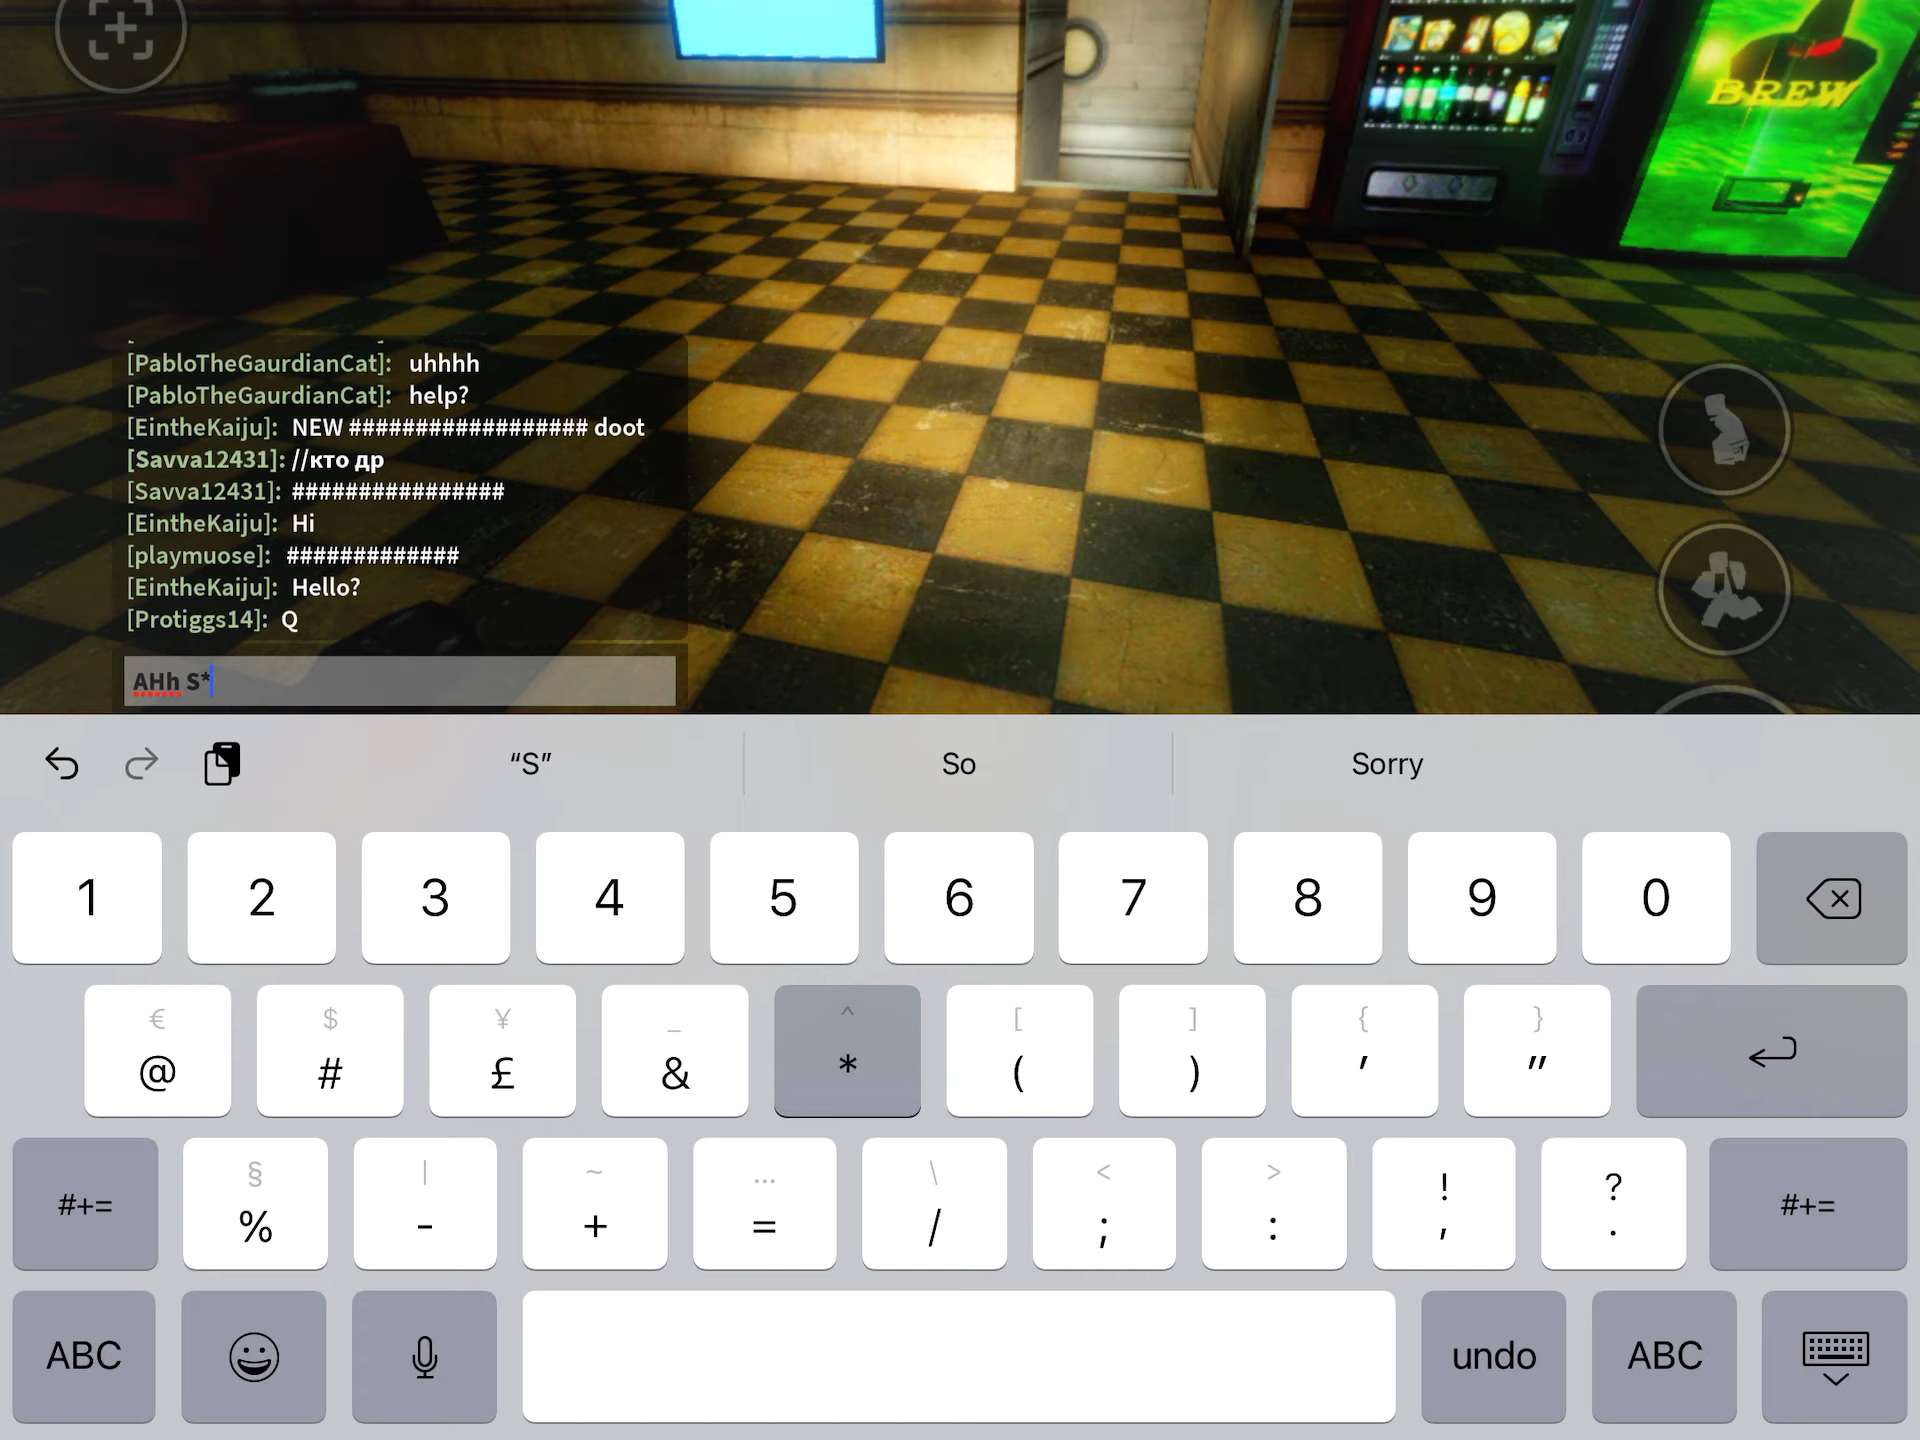 BREW
[PabloTheGaurdianCat]: uhhhh
[PabloTheGaurdianCat]: help?
[EintheKaiju]: NEW ################## doot
[Savva12431]: //кто др
[Savva12431]: ################
[EintheKaiju]: Hi
[playmuose]: #############
[EintheKaiju]: Hello?
[Protiggs14]: Q
AHh S*
“S” So Sorry
1 2 3 4 5 6 7 8 9 0
€ $ ¥ _ ^ [ ] { }
@ # £ & * ( ) ' "
§ | ~ … \ < > ! ?
#+= % - + = / ; : , . #+=
ABC undo ABC